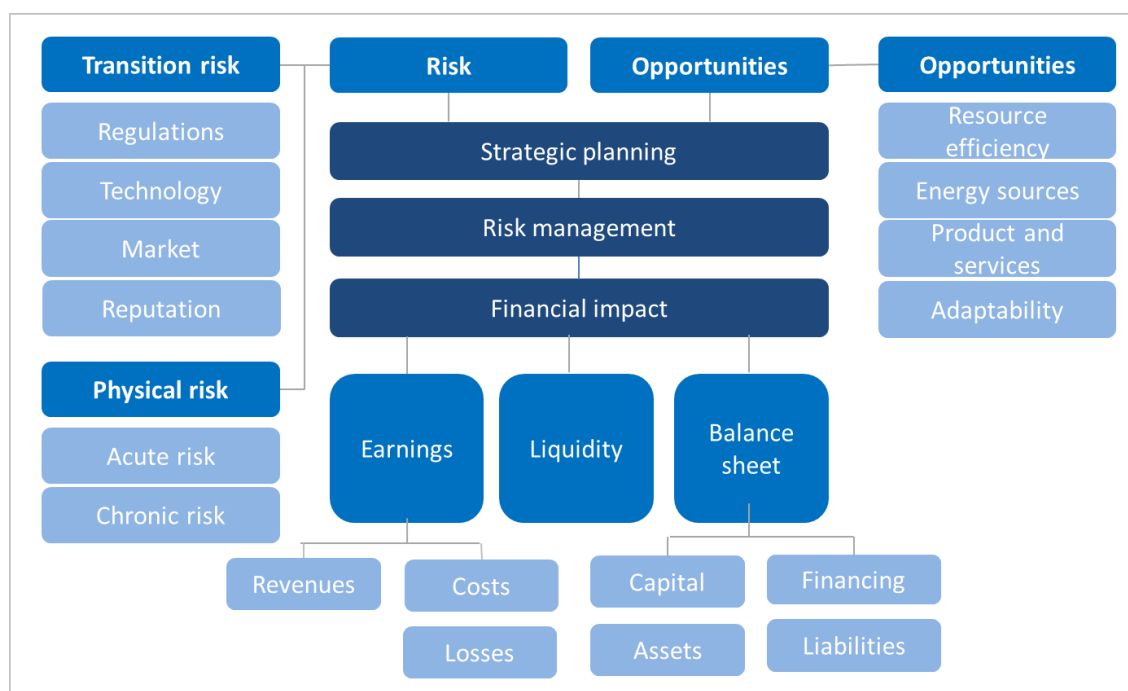 Transition risk
Regulations
Technology
Market
Reputation
Physical risk
Acute risk
Chronic risk
Risk
Opportunities
Strategic planning
Risk management
Financial impact
Earnings
Liquidity
Balance
sheet
Revenues
Costs
Losses
Capital
Assets
Financing
Liabilities
Opportunities
Resource
efficiency
Energy sources
Product and
services
Adaptability